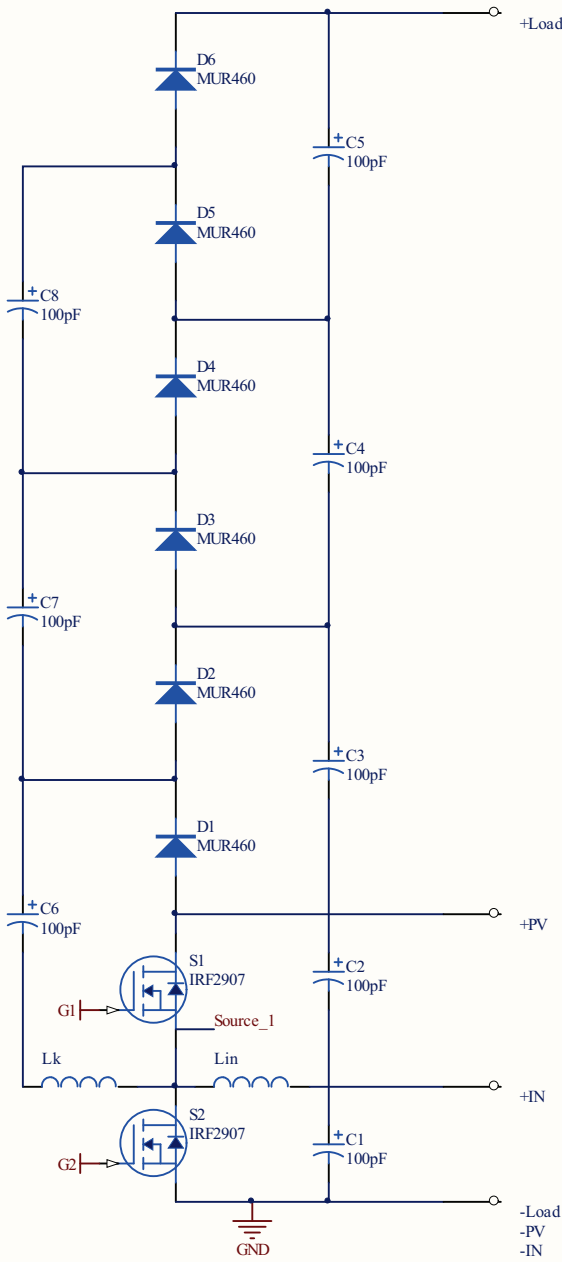 +Load
D6
MUR460
C5
100pF
D5
MUR460
C8
100pF
D4
MUR460
C4
100pF
D3
MUR460
C7
100pF
D2
MUR460
C3
100pF
D1
MUR460
C6
100pF
+PV
S1
IRF2907
C2
100pF
G1
Source_1
Lk
Lin
+IN
S2
IRF2907
C1
100pF
G2
GND
-Load
-PV
-IN